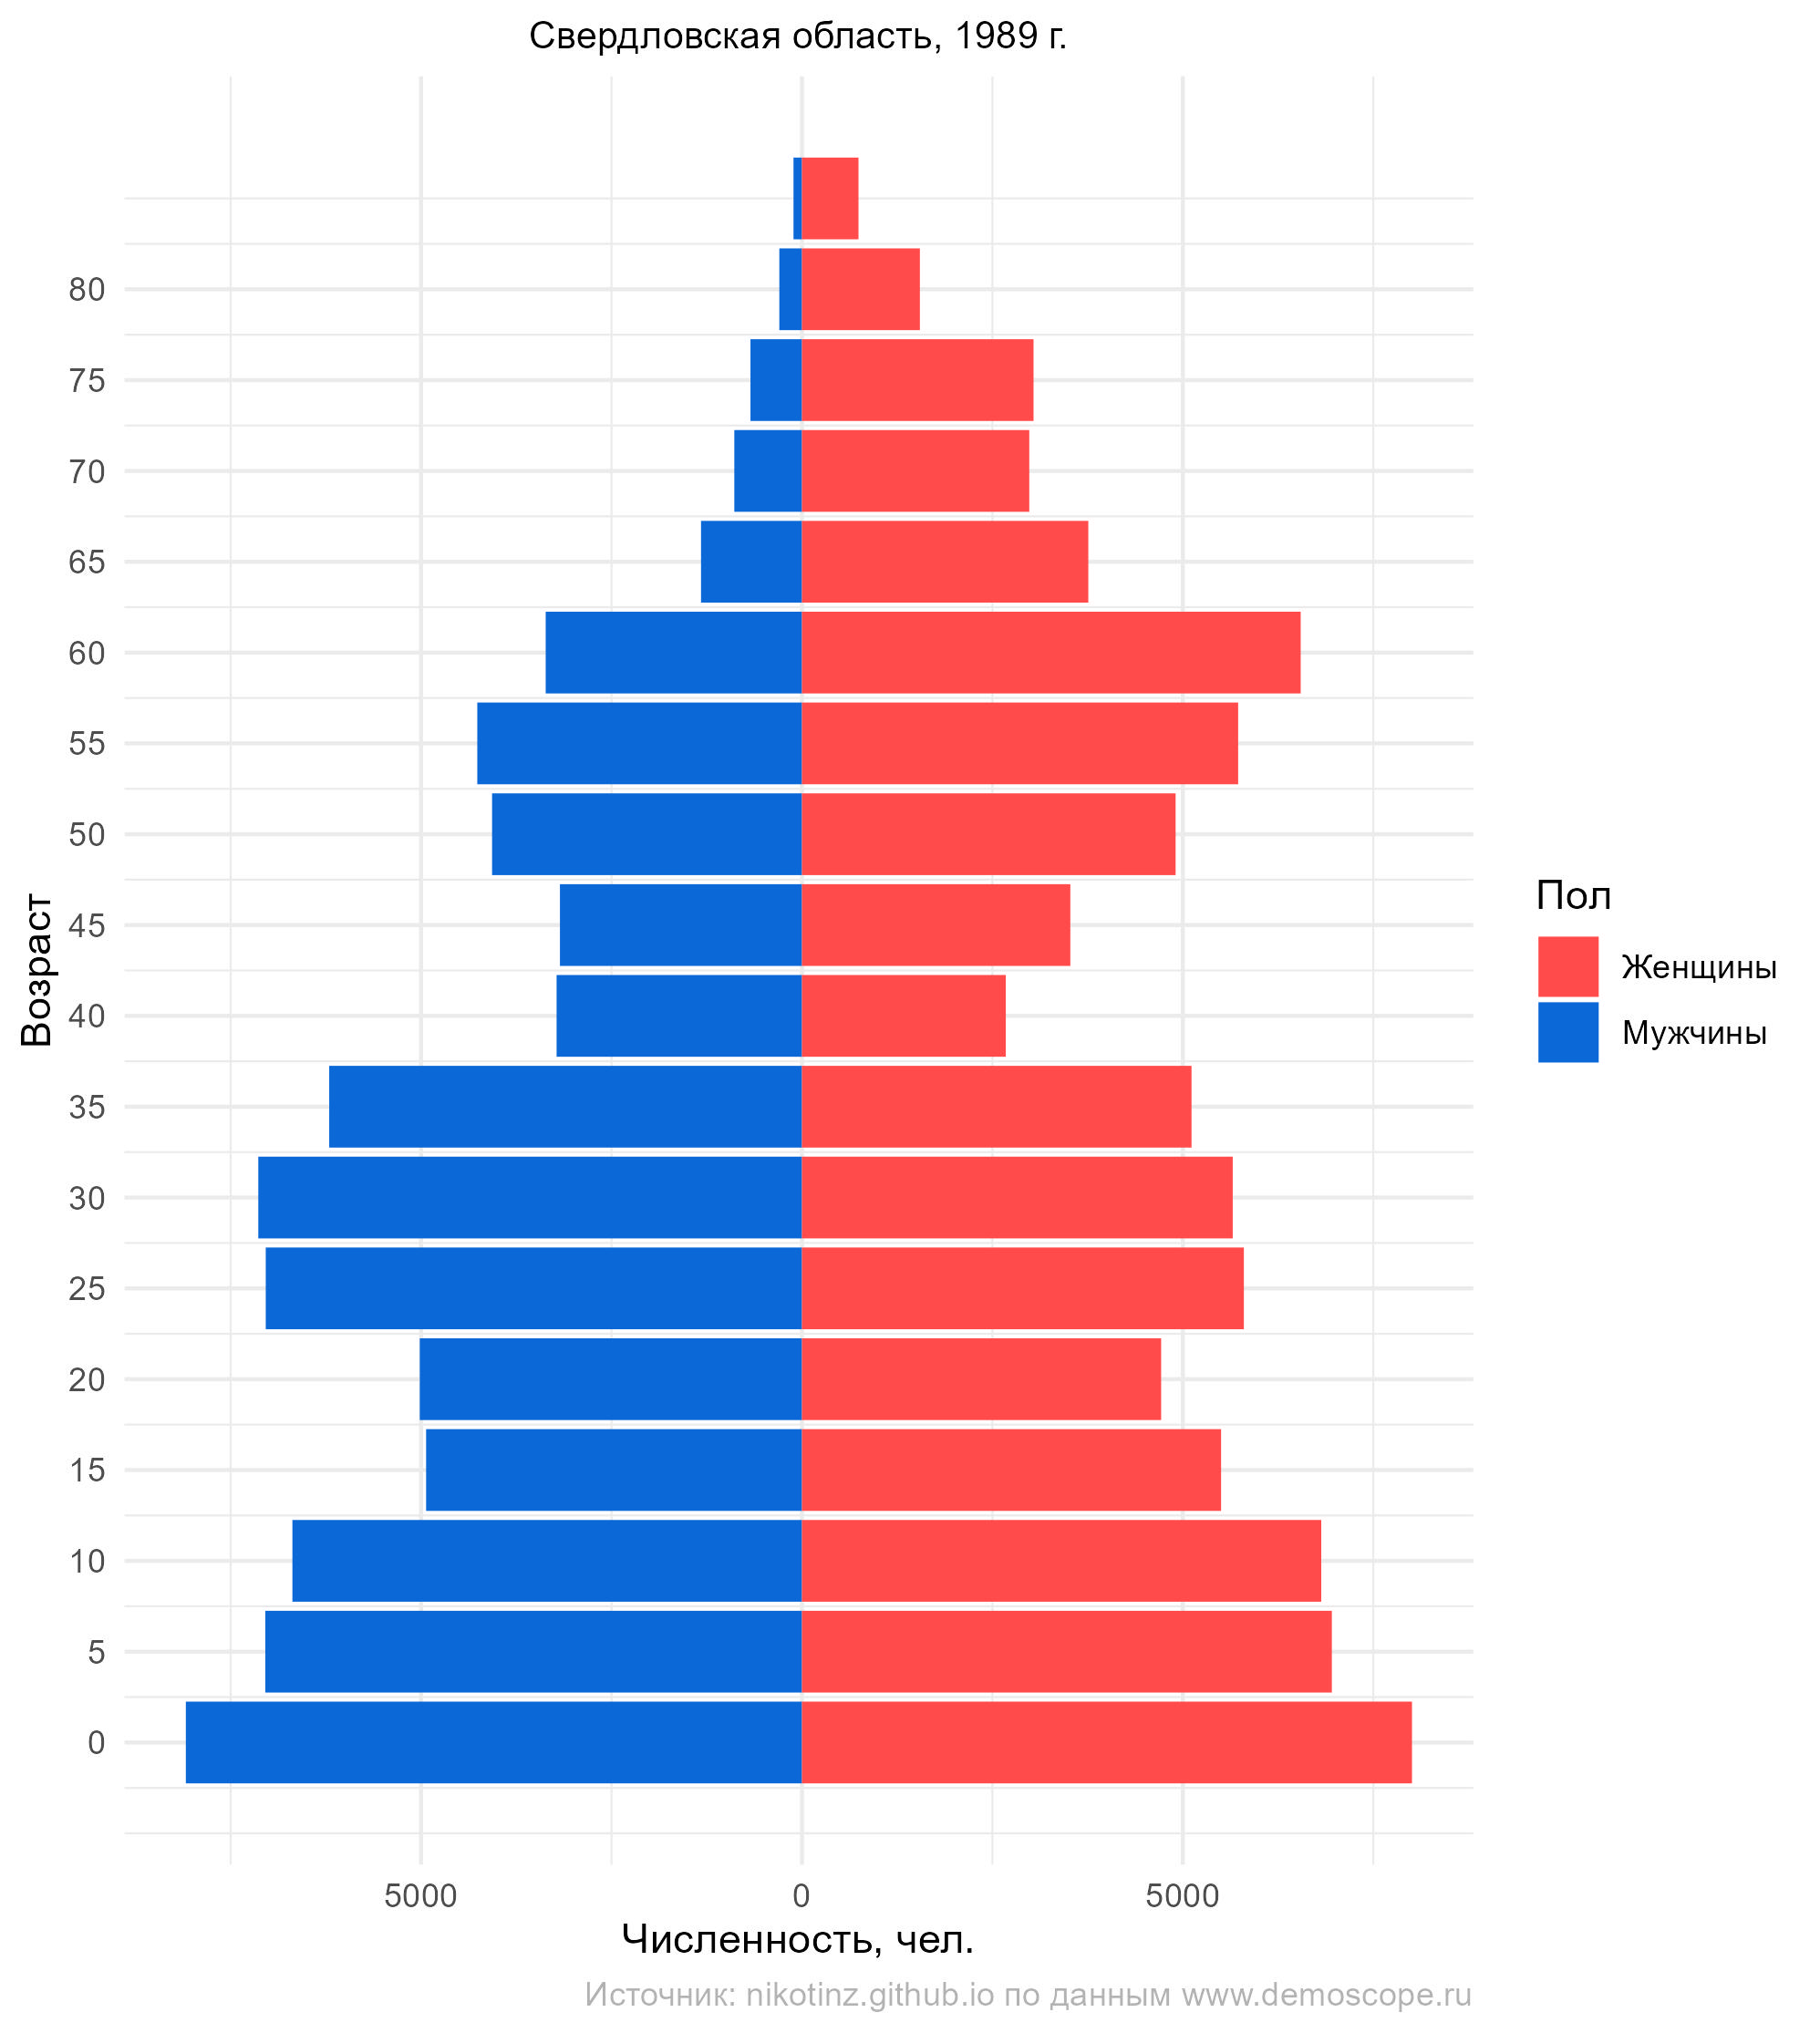 Свердловская область, 1989 г.
80
75
70
65
60
55
50
45
40
35
30
25
20
15
10
5
0
Возраст
5000 0 5000
Численность, чел.
Пол
Женщины
Мужчины
Источник: nikotinz.github.io по данным www.demoscope.ru